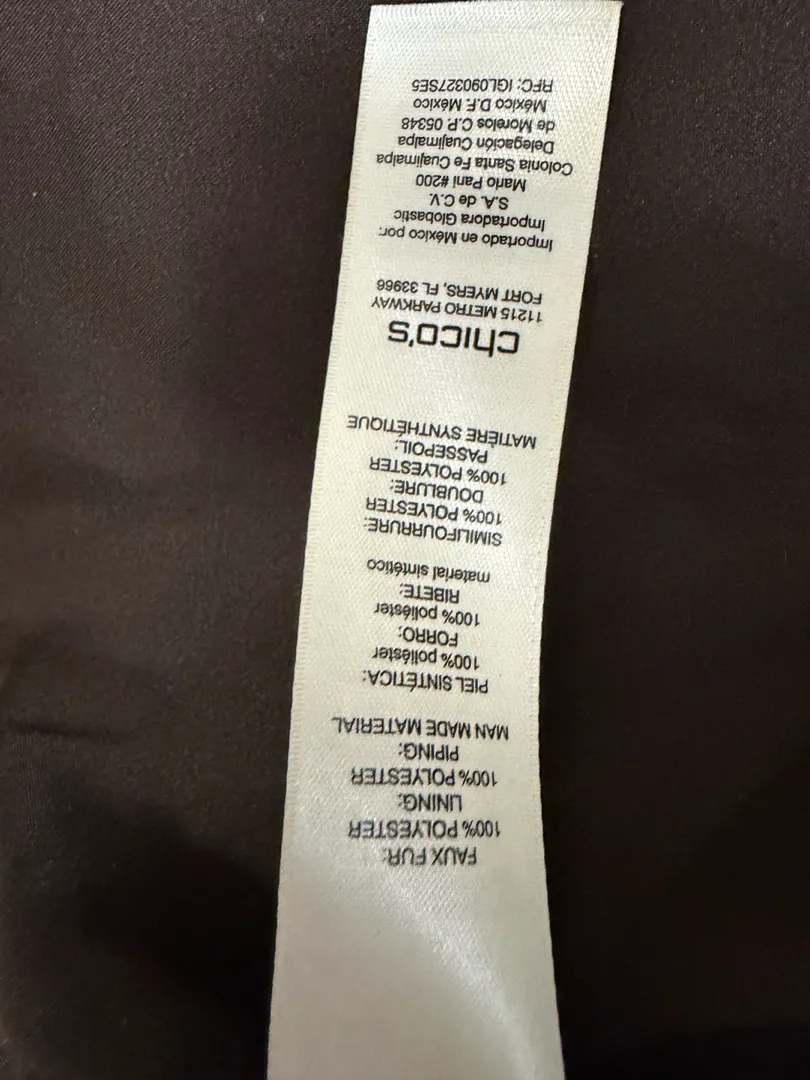 FAUX FUR:
100% POLYESTER
LINING:
100% POLYESTER
PIPING:
MAN MADE MATERIAL
PIEL SINTÉTICA:
100% poliéster
FORRO:
100% poliéster
RIBETE:
material sintético
SIMILIFOURRURE:
100% POLYESTER
DOUBLURE:
100% POLYESTER
PASSEPOIL:
MATIÈRE SYNTHÉTIQUE
chico's
11215 METRO PARKWAY
FORT MYERS, FL 33966
Importado en México por:
Importadora Globastic
S.A. de C.V.
Mario Pani #200
Colonia Santa Fe Cuajimalpa
Delegación Cuajimalpa
de Morelos C.P. 05348
México D.F. México
RFC: IGL090327SE5